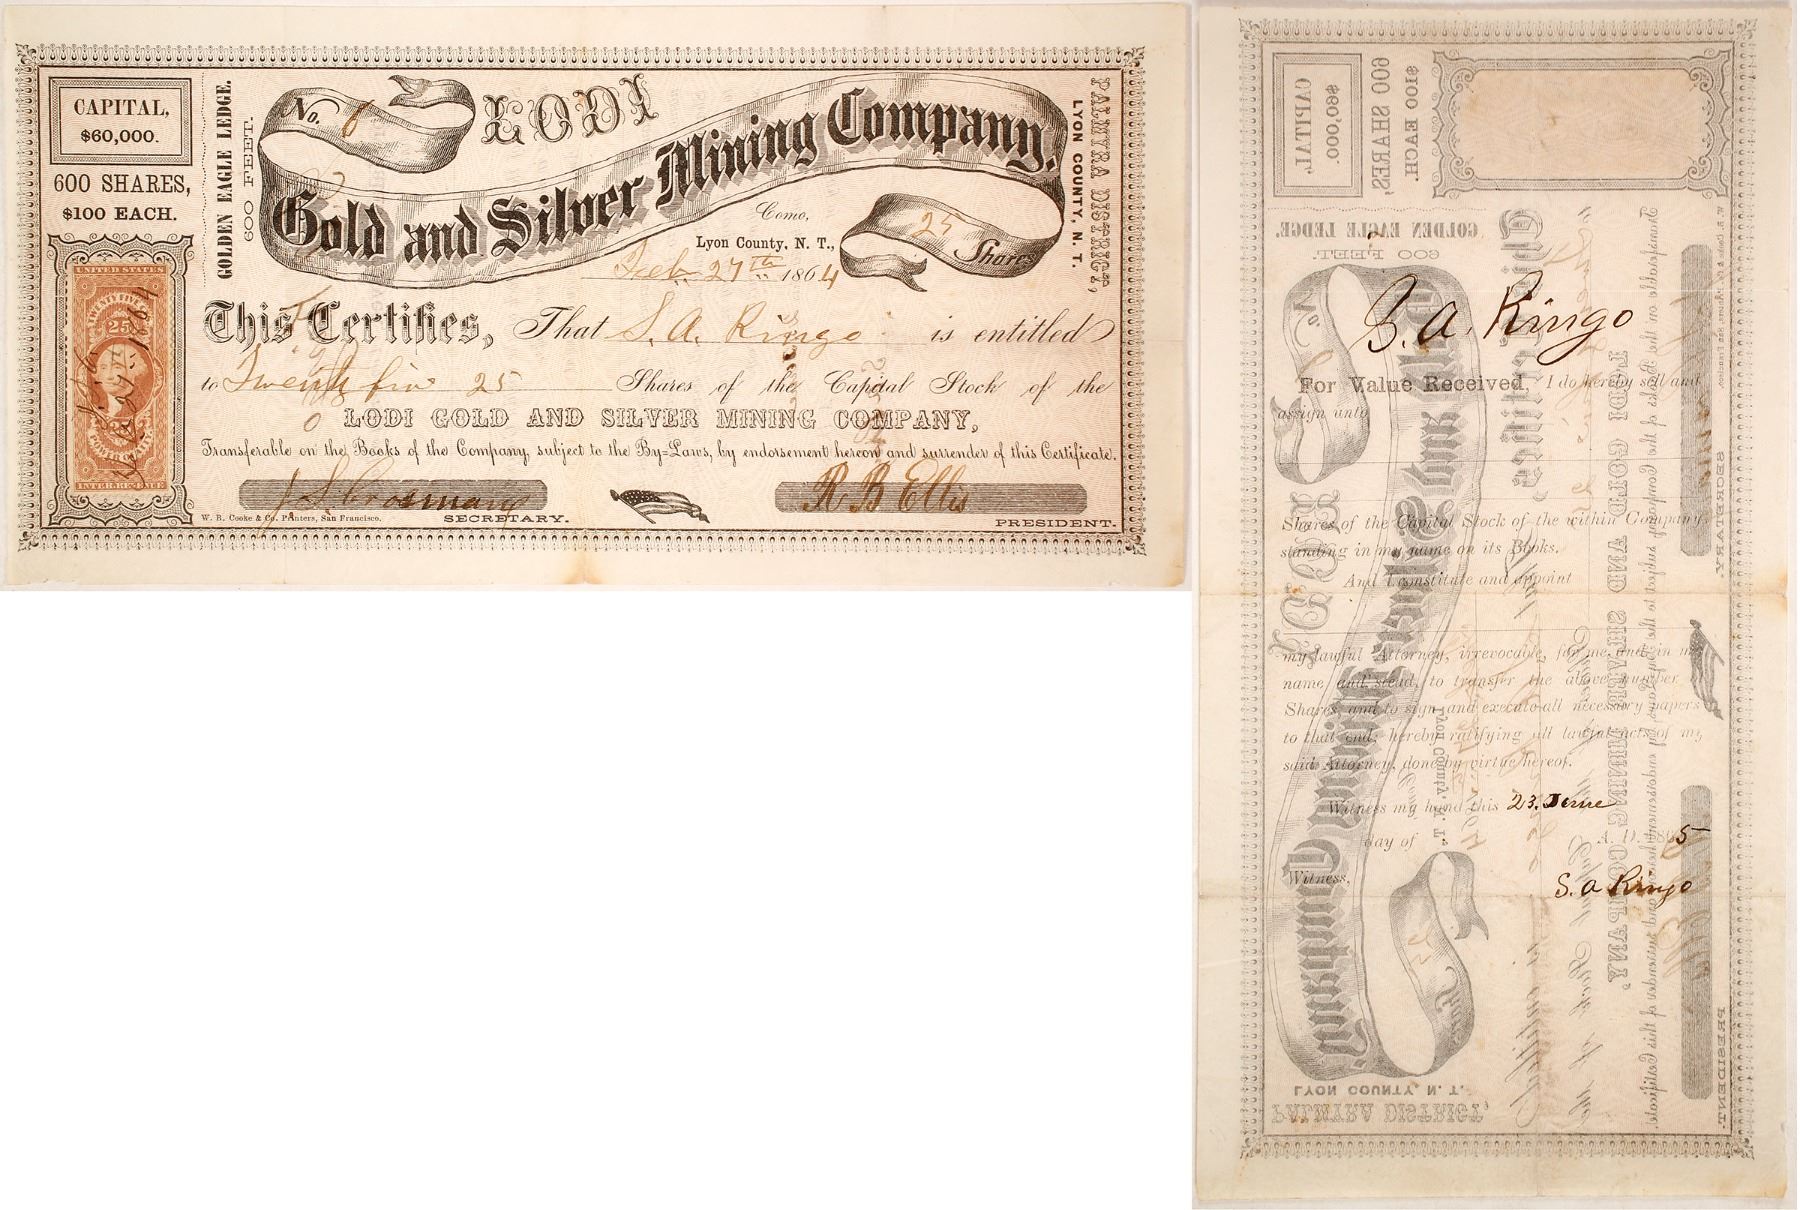 CAPITAL,
$60,000.
600 SHARES,
$100 EACH.
UNITED STATES
TWENTY FIVE
25
INTER. REVENUE
GOLDEN EAGLE LEDGE.
600 FEET.
No. 6
LODI
Gold and Silver Mining Company.
PALMYRA DISTRICT,
LYON COUNTY, N. T.
Como,
Lyon County, N. T.,
25 Shares
Feb 27th 1864
This Certifies, That S. A. Ringo is entitled
to Twenty five 25 Shares of the Capital Stock of the
LODI GOLD AND SILVER MINING COMPANY,
Transferable on the Books of the Company, subject to the By=Laws, by endorsement hereon and surrender of this Certificate.
J. S. Crosman
R B Ellis
W. B. Cooke & Co. Printers, San Francisco.
SECRETARY.
PRESIDENT.
S. A. Ringo
For Value Received, I do hereby sell and
assign unto
Shares of the Capital Stock of the within Company,
standing in my name on its Books.
And I constitute and appoint
my lawful Attorney, irrevocable, for me and in my
name and stead, to transfer the above number
Shares, and to sign and execute all necessary papers
to that end, hereby ratifying all lawful acts of my
said Attorney, done by virtue hereof.
Witness my hand this 23. June
day of A. D. 1865
Witness,
S. A Ringo